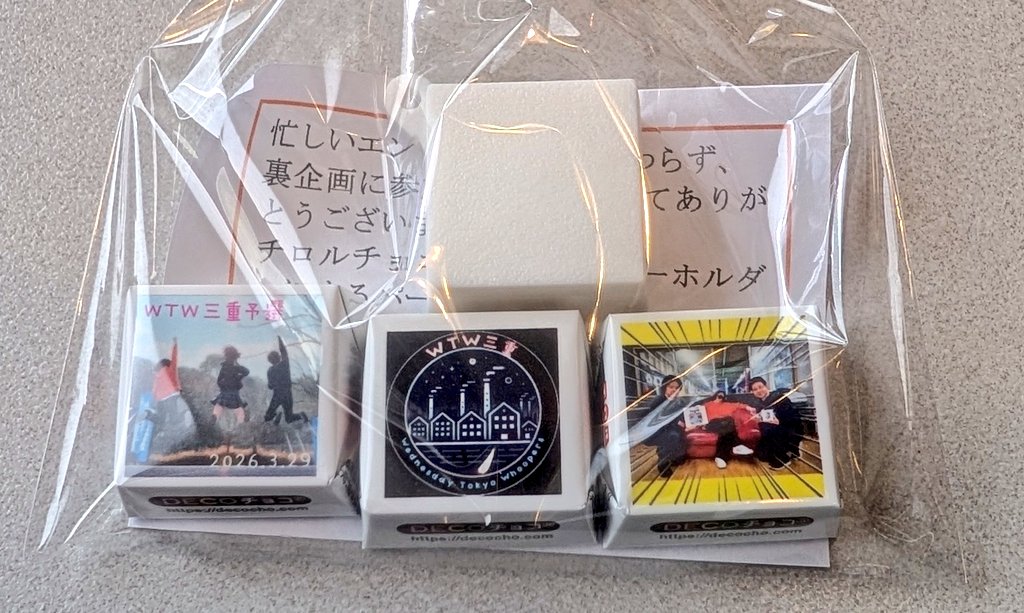 忙しいエン わらず、
裏企画に参 てありが
とうござい
チロルチョコ ーホルダ
WTW三重予選
2026.3.29
DECOチョコ
https://decocho.com
WTW三重
Wednesday Tokyo Whoopers
DECOチョコ
https://decocho.com
DECOチョコ
https://decocho.com